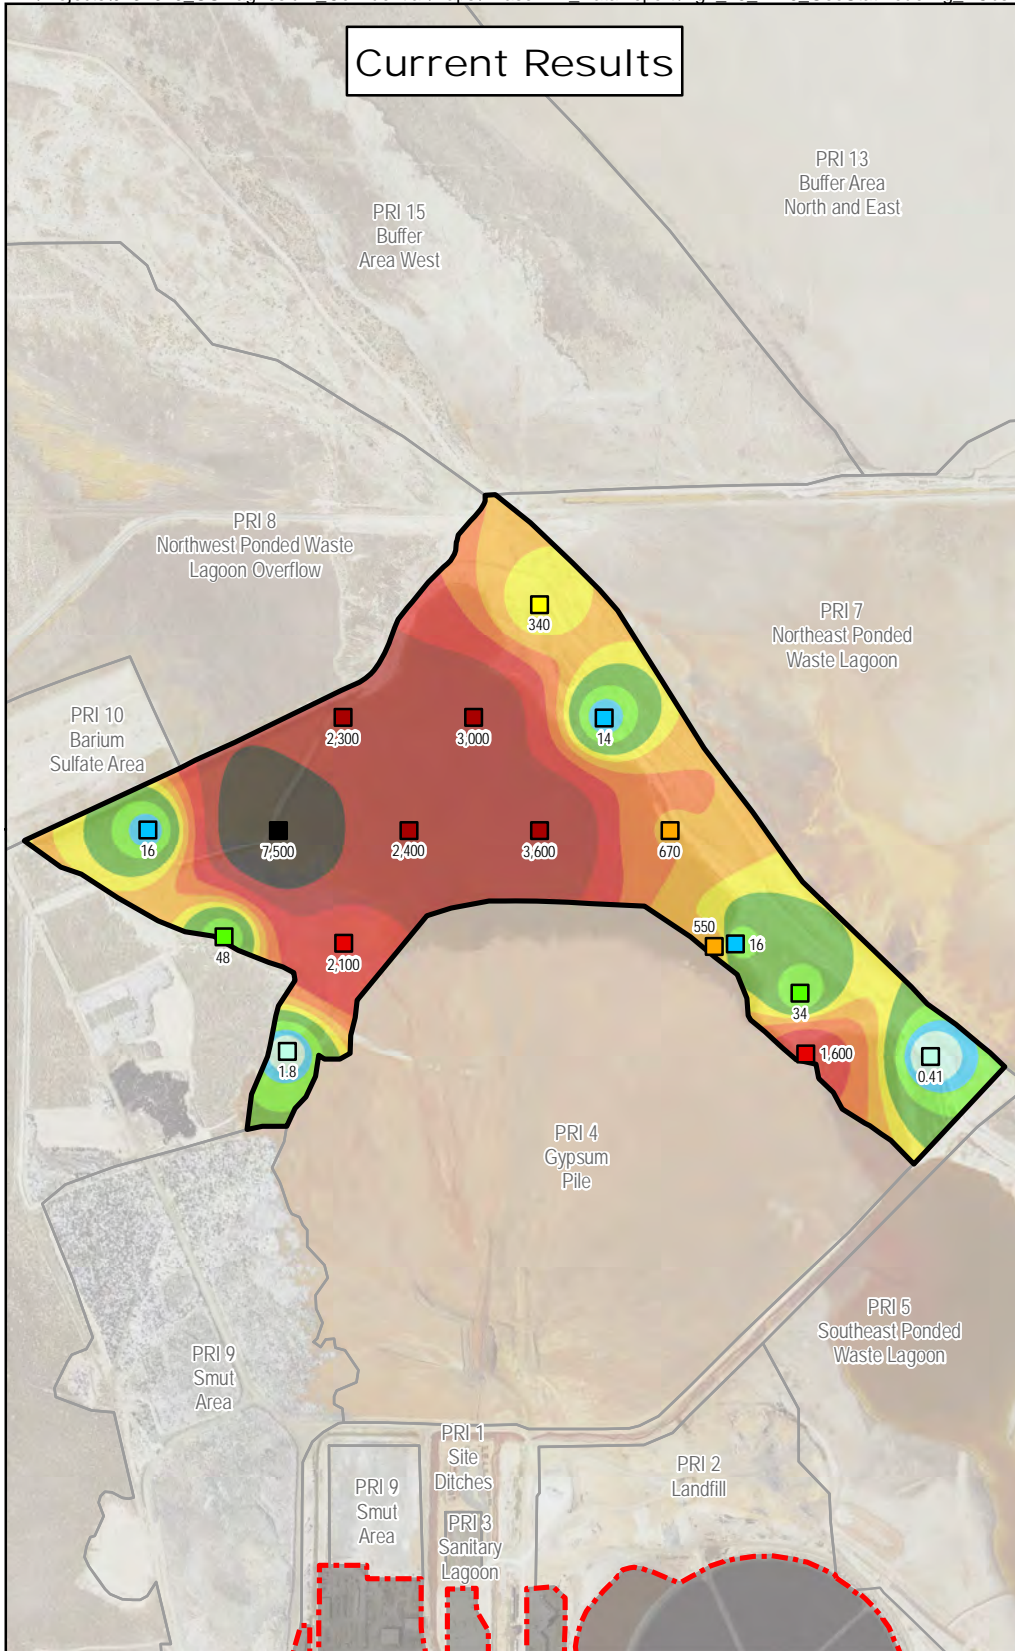 Current Results
PRI 13
Buffer Area
North and East
PRI 15
Buffer
Area West
PRI 8
Northwest Ponded Waste
Lagoon Overflow
PRI 7
Northeast Ponded
Waste Lagoon
340
PRI 10
Barium
Sulfate Area
2,300
3,000
14
16
7,500
2,400
3,600
670
48
2,100
550
16
34
1.8
1,600
0.41
PRI 4
Gypsum
Pile
PRI 5
Southeast Ponded
Waste Lagoon
PRI 9
Smut
Area
PRI 1
Site
Ditches
PRI 2
Landfill
PRI 9
Smut
Area
PRI 3
Sanitary
Lagoon